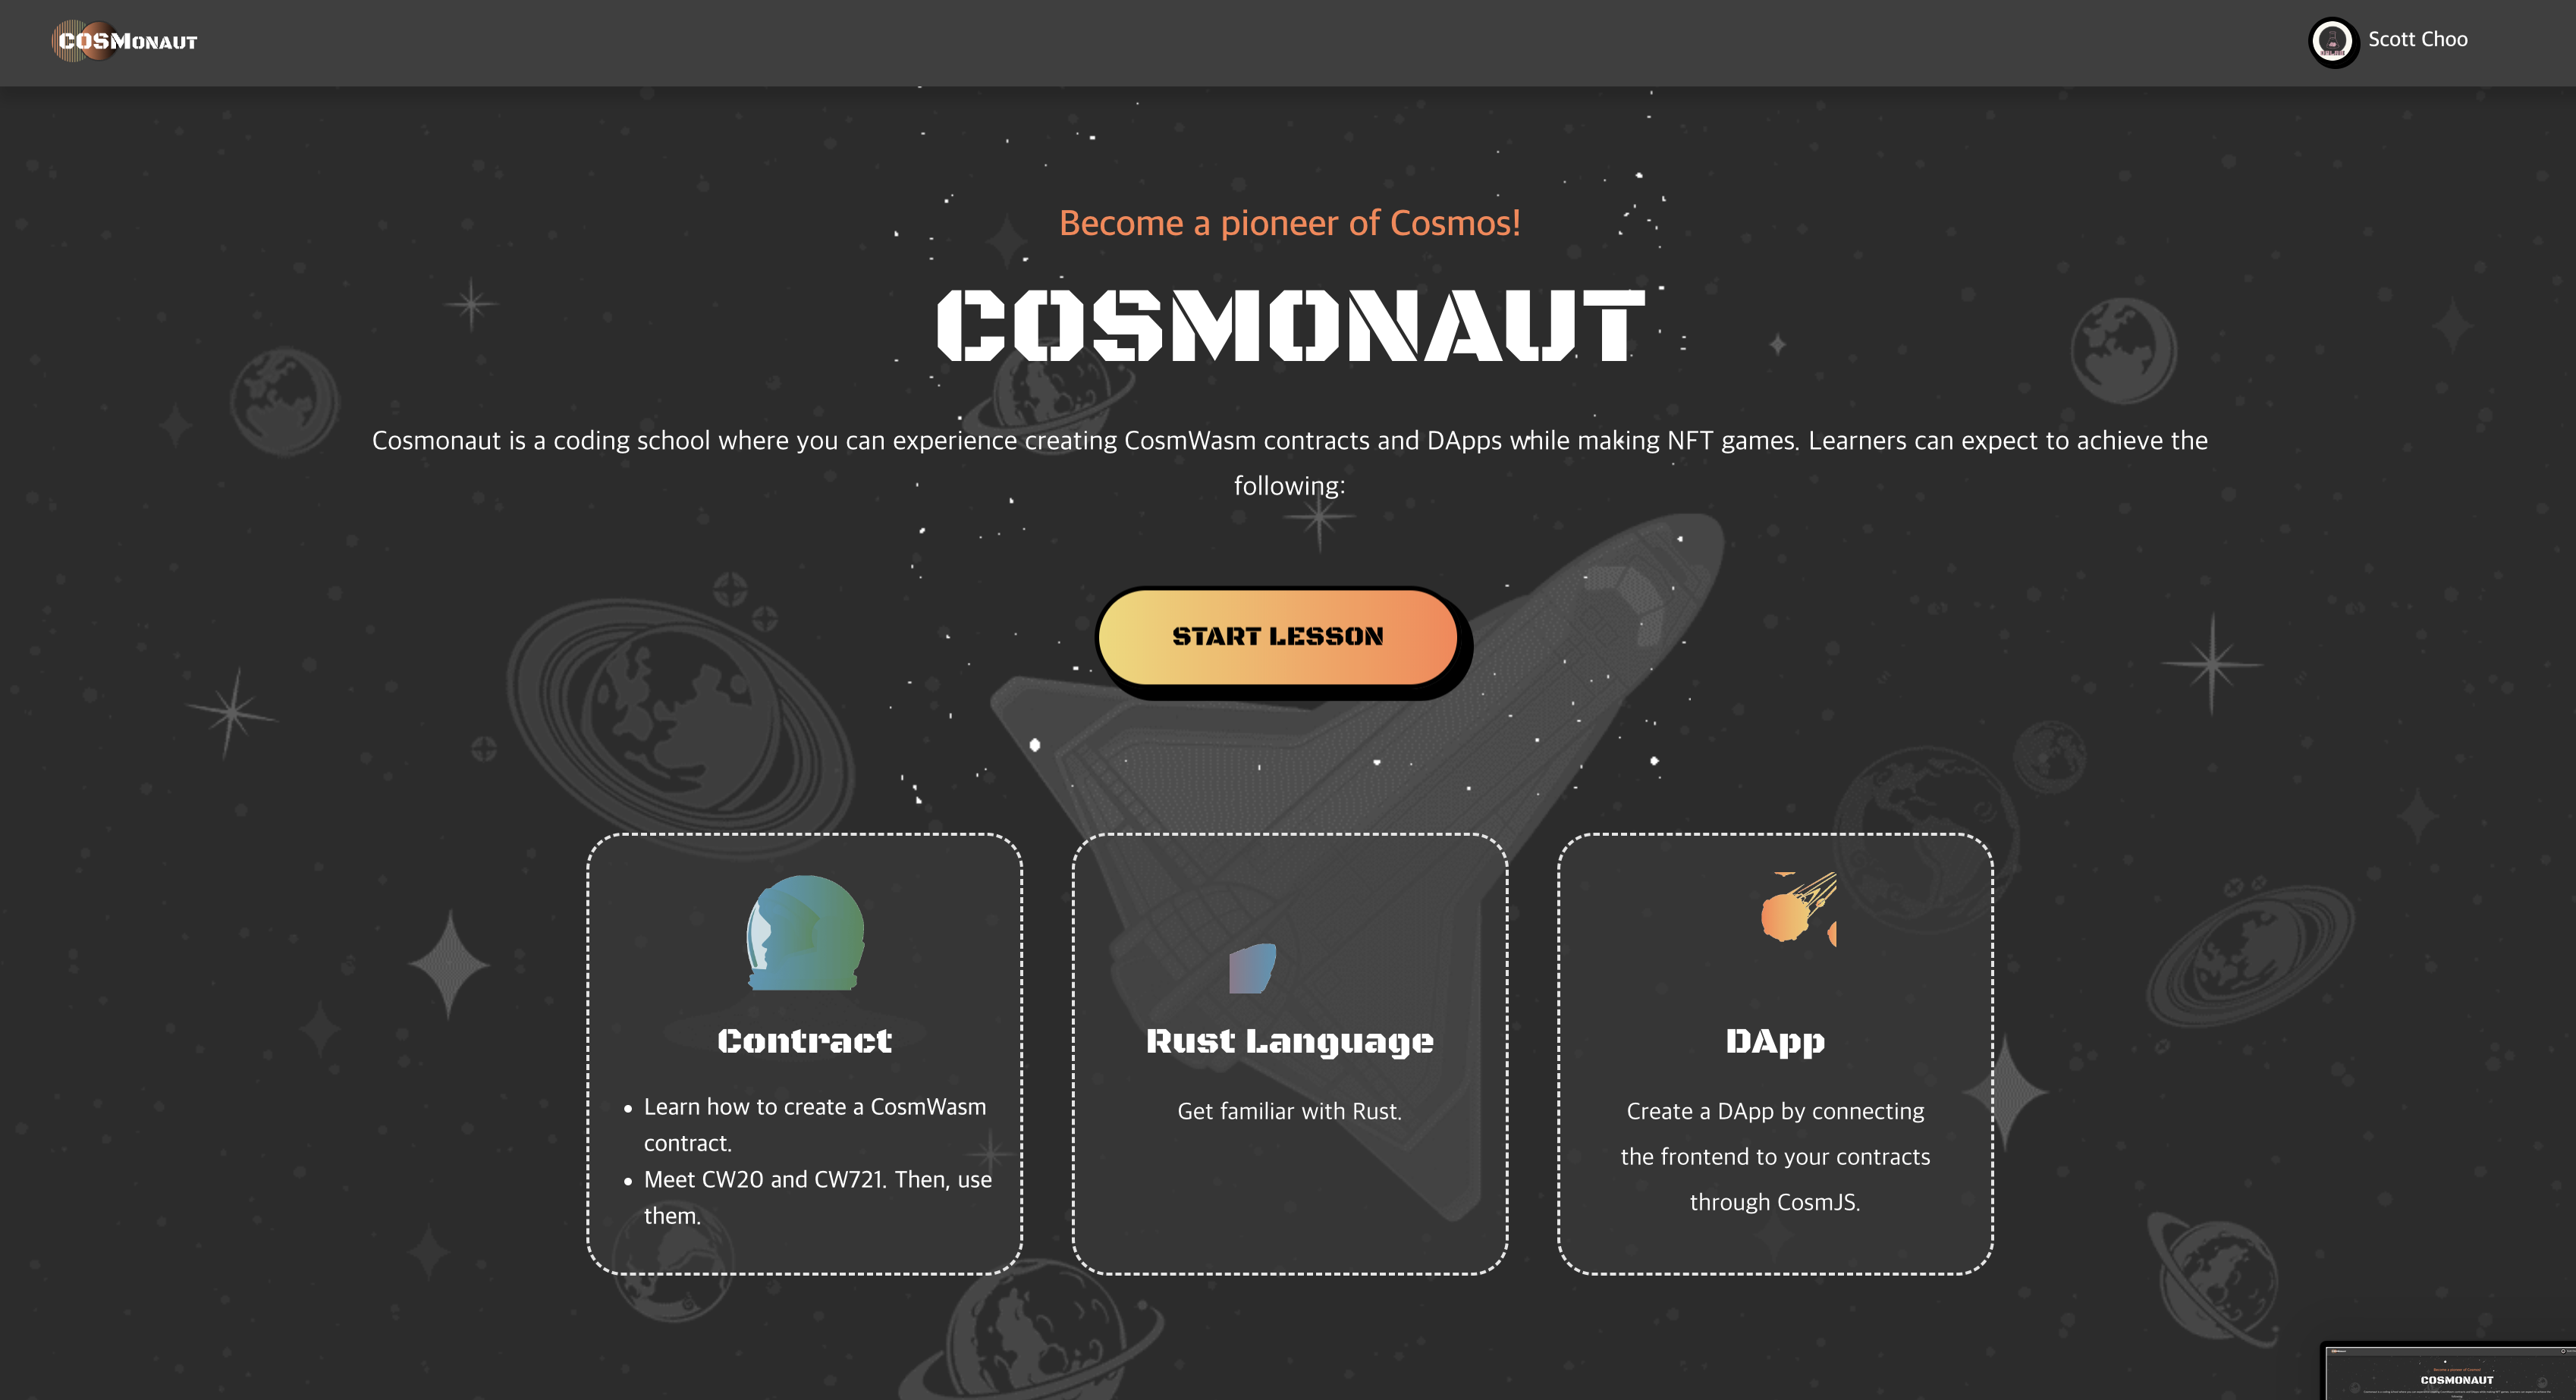 COSMONAUT
Scott Choo
Become a pioneer of Cosmos!
COSMONAUT
Cosmonaut is a coding school where you can experience creating CosmWasm contracts and DApps while making NFT games. Learners can expect to achieve the
following:
START LESSON
Contract
Learn how to create a CosmWasm
contract.
Meet CW20 and CW721. Then, use
them.
Rust Language
Get familiar with Rust.
DApp
Create a DApp by connecting
the frontend to your contracts
through CosmJS.
COSMONAUT